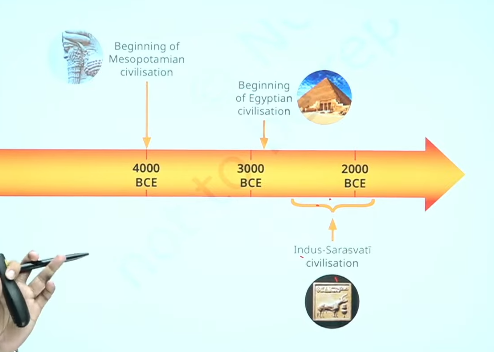 Beginning of
Mesopotamian
civilisation
Beginning
of Egyptian
civilisation
4000
BCE
3000
BCE
2000
BCE
Indus-Sarasvatī
civilisation